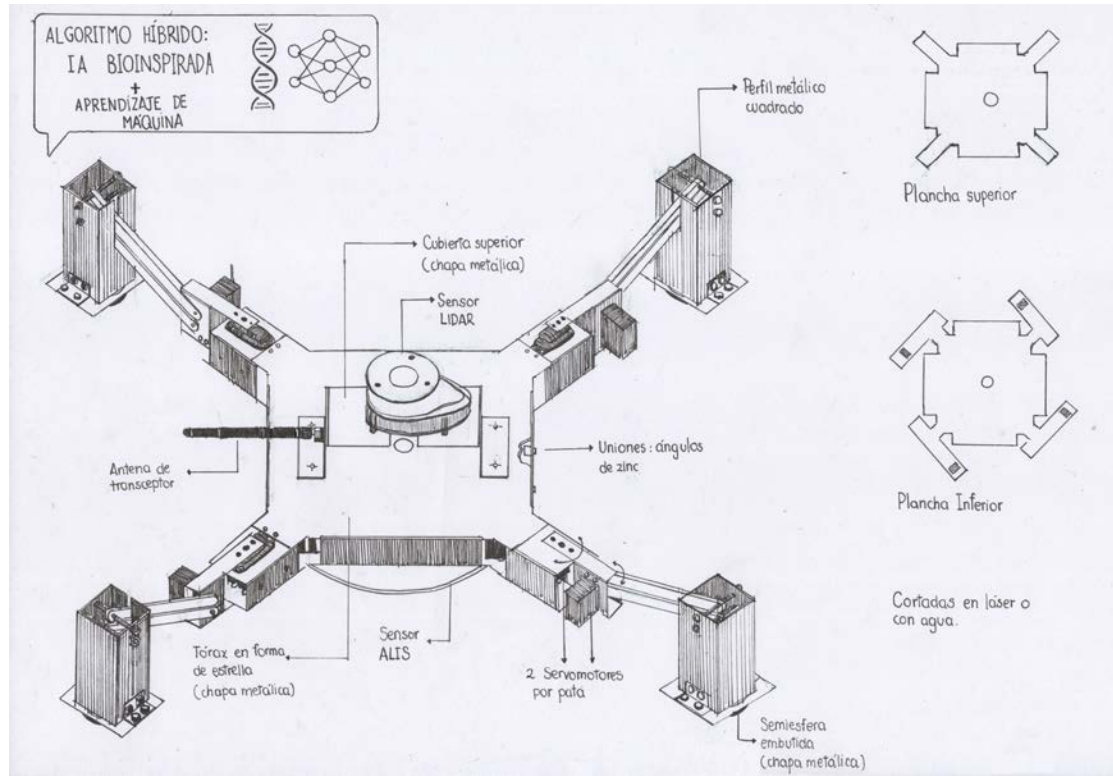 ALGORITMO HÍBRIDO:
IA BIOINSPIRADA
+
APRENDIZAJE DE
MÁQUINA
Perfil metálico
cuadrado
Plancha superior
Cubierta superior
(chapa metálica)
Sensor
LIDAR
Antena de
transceptor
Uniones: ángulos
de zinc
Plancha Inferior
Tórax en forma
de estrella
(chapa metálica)
Sensor
ALIS
2 Servomotores
por pata
Cortadas en láser o
con agua.
Semiesfera
embutida
(chapa metálica)